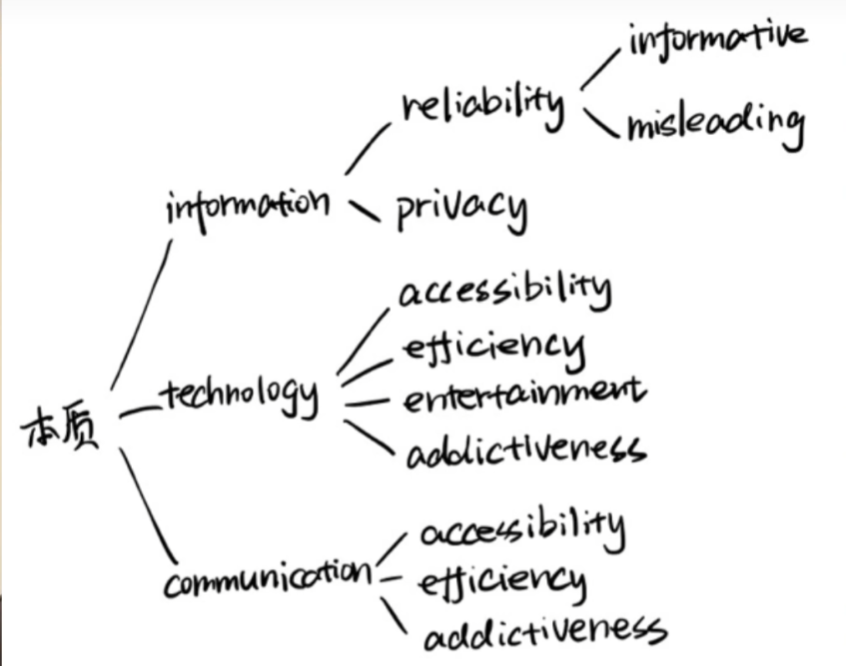 informative
reliability
misleading
information
privacy
accessibility
efficiency
technology
entertainment
本质
addictiveness
accessibility
communication
efficiency
addictiveness